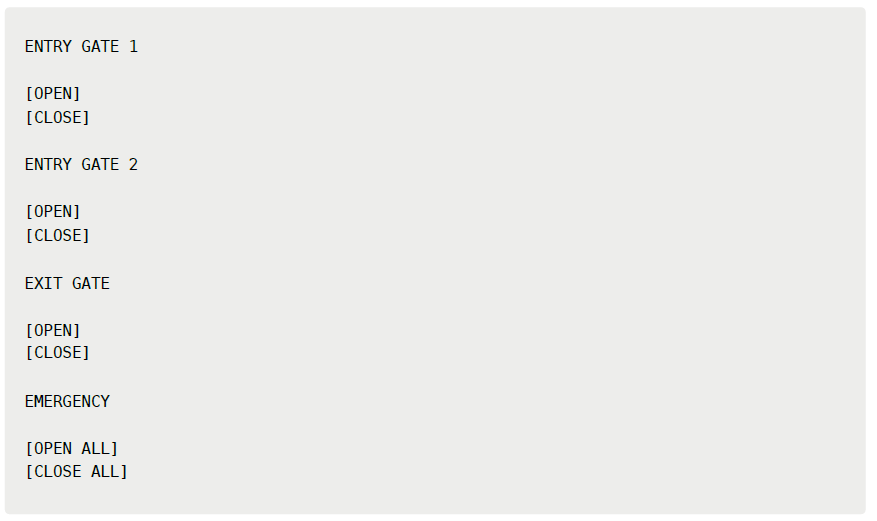 ENTRY GATE 1
[OPEN]
[CLOSE]
ENTRY GATE 2
[OPEN]
[CLOSE]
EXIT GATE
[OPEN]
[CLOSE]
EMERGENCY
[OPEN ALL]
[CLOSE ALL]